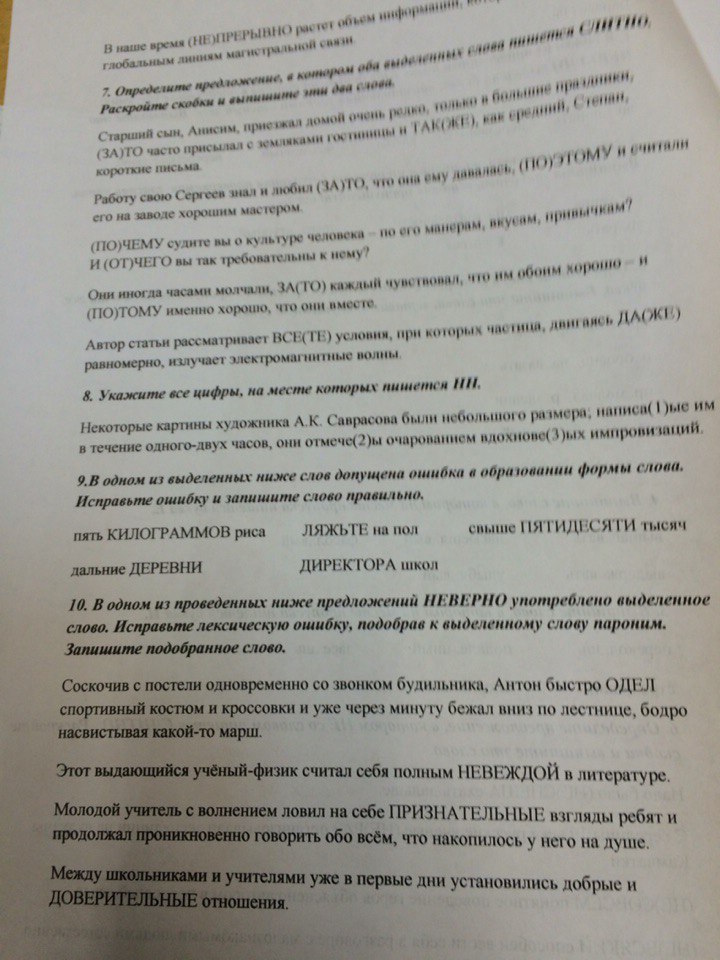 В наше время (НЕ)ПРЕРЫВНО растет объем информации,
глобальным линиям магистральной связи.
7. Определите предложение, в котором оба выделенных слова пишется СЛИТНО.
Раскройте скобки и выпишите эти два слова.
Старший сын, Анисим, приезжал домой очень редко, только в большие праздники,
(ЗА)ТО часто присылал с земляками гостиницы и ТАК(ЖЕ), как средний, Степан,
короткие письма.
Работу свою Сергеев знал и любил (ЗА)ТО, что она ему давалась, (ПО)ЭТОМУ и считали
его на заводе хорошим мастером.
(ПО)ЧЕМУ судите вы о культуре человека – по его манерам, вкусам, привычкам?
И (ОТ)ЧЕГО вы так требовательны к нему?
Они иногда часами молчали, ЗА(ТО) каждый чувствовал, что им обоим хорошо – и
(ПО)ТОМУ именно хорошо, что они вместе.
Автор статьи рассматривает ВСЕ(ТЕ) условия, при которых частица, двигаясь ДА(ЖЕ)
равномерно, излучает электромагнитные волны.
8. Укажите все цифры, на месте которых пишется НН.
Некоторые картины художника А.К. Саврасова были небольшого размера; написа(1)ые им
в течение одного-двух часов, они отмече(2)ы очарованием вдохнове(3)ых импровизаций.
9.В одном из выделенных ниже слов допущена ошибка в образовании формы слова.
Исправьте ошибку и запишите слово правильно.
пять КИЛОГРАММОВ риса ЛЯЖЬТЕ на пол свыше ПЯТИДЕСЯТИ тысяч
дальние ДЕРЕВНИ ДИРЕКТОРА школ
10. В одном из проведенных ниже предложений НЕВЕРНО употреблено выделенное
слово. Исправьте лексическую ошибку, подобрав к выделенному слову пароним.
Запишите подобранное слово.
Соскочив с постели одновременно со звонком будильника, Антон быстро ОДЕЛ
спортивный костюм и кроссовки и уже через минуту бежал вниз по лестнице, бодро
насвистывая какой-то марш.
Этот выдающийся учёный-физик считал себя полным НЕВЕЖДОЙ в литературе.
Молодой учитель с волнением ловил на себе ПРИЗНАТЕЛЬНЫЕ взгляды ребят и
продолжал проникновенно говорить обо всём, что накопилось у него на душе.
Между школьниками и учителями уже в первые дни установились добрые и
ДОВЕРИТЕЛЬНЫЕ отношения.